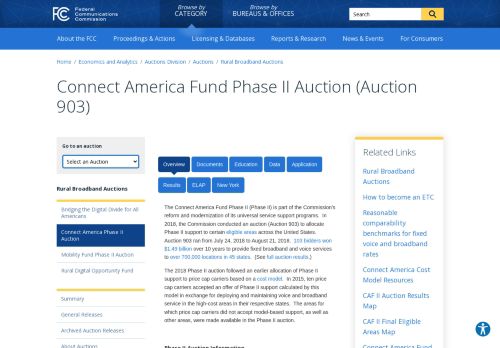 FCC
Federal
Communications
Commission
Browse by
CATEGORY
Browse by
BUREAUS & OFFICES
Search
About the FCC
Proceedings & Actions
Licensing & Databases
Reports & Research
News & Events
For Consumers
Home / Economics and Analytics / Auctions Division / Auctions / Rural Broadband Auctions
Connect America Fund Phase II Auction (Auction
903)
Go to an auction
Select an Auction
Rural Broadband Auctions
Bridging the Digital Divide for All
Americans
Connect America Phase II
Auction
Mobility Fund Phase II Auction
Rural Digital Opportunity Fund
Summary
General Releases
Archived Auction Releases
About Auctions
Overview
Documents
Education
Data
Application
Results
ELAP
New York
The Connect America Fund Phase II (Phase II) is part of the Commission's
reform and modernization of its universal service support programs. In
2018, the Commission conducted an auction (Auction 903) to allocate
Phase II support to certain eligible areas across the United States.
Auction 903 ran from July 24, 2018 to August 21, 2018. 103 bidders won
$1.49 billion over 10 years to provide fixed broadband and voice services
to over 700,000 locations in 45 states. (See full auction results.)
The 2018 Phase II auction followed an earlier allocation of Phase II
support to price cap carriers based on a cost model. In 2015, ten price
cap carriers accepted an offer of Phase II support calculated by this
model in exchange for deploying and maintaining voice and broadband
service in the high-cost areas in their respective states. The areas for
which price cap carriers did not accept model-based support, as well as
other areas, were made available in the Phase II auction.
Phase II Auction Information
Related Links
Rural Broadband
Auctions
How to become an ETC
Reasonable
comparability
benchmarks for fixed
voice and broadband
rates
Connect America Cost
Model Resources
CAF II Auction Results
Map
CAF II Final Eligible
Areas Map
Connect America Fund